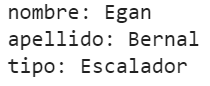 nombre: Egan
apellido: Bernal
tipo: Escalador